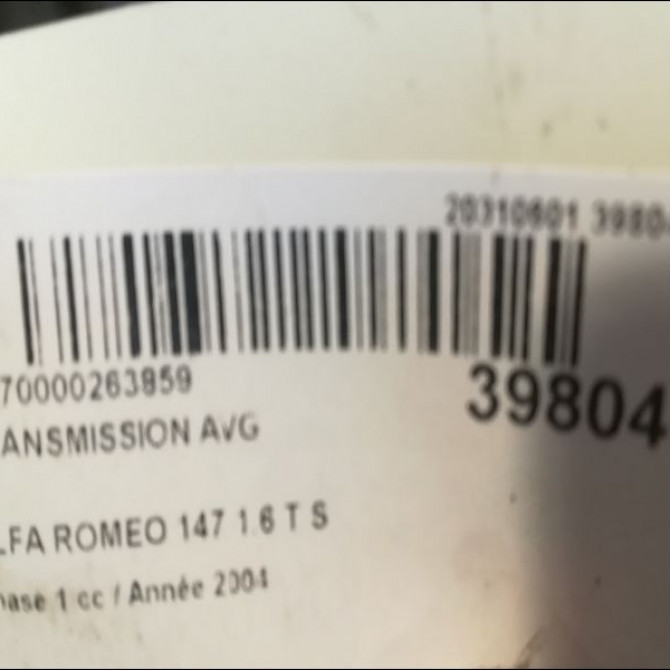 20310601 3980
70000263859
39804
ANSMISSION AVG
LFA ROMEO 147 1.6 T S
hase 1 cc / Année 2004